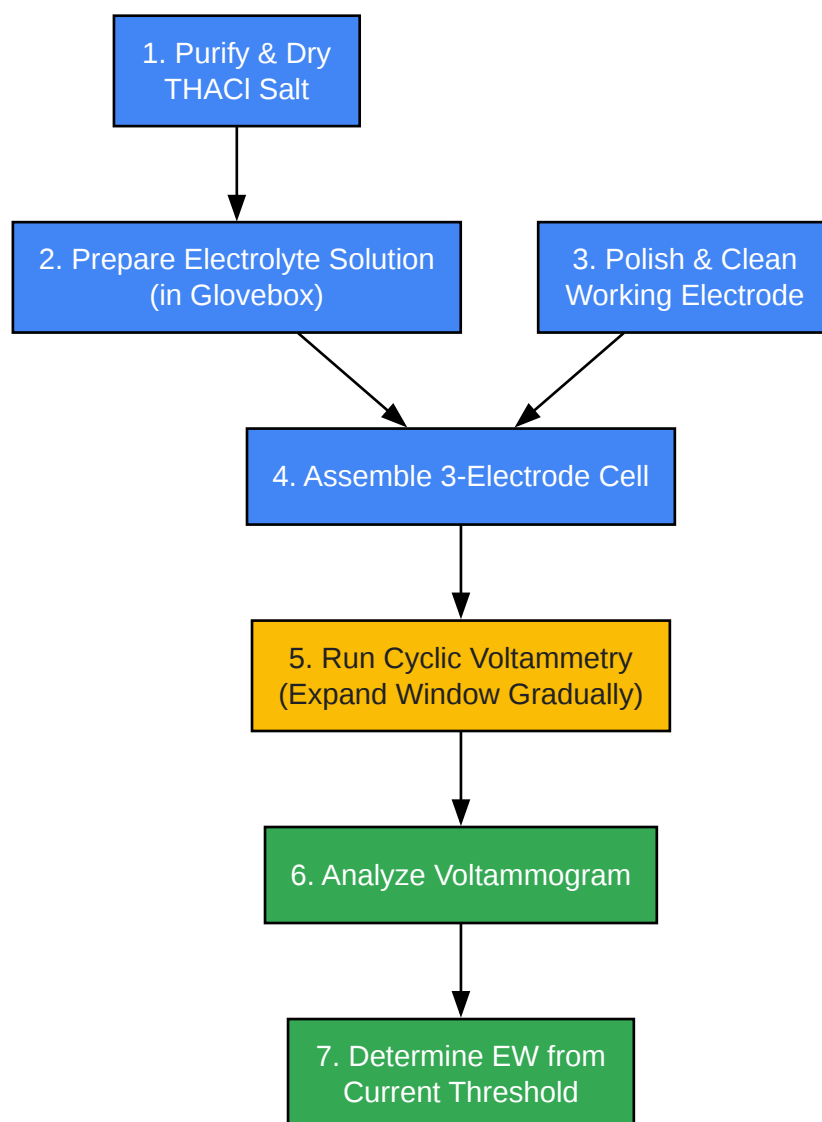 1. Purify & Dry
THACl Salt
2. Prepare Electrolyte Solution
(in Glovebox)
3. Polish & Clean
Working Electrode
4. Assemble 3-Electrode Cell
5. Run Cyclic Voltammetry
(Expand Window Gradually)
6. Analyze Voltammogram
7. Determine EW from
Current Threshold